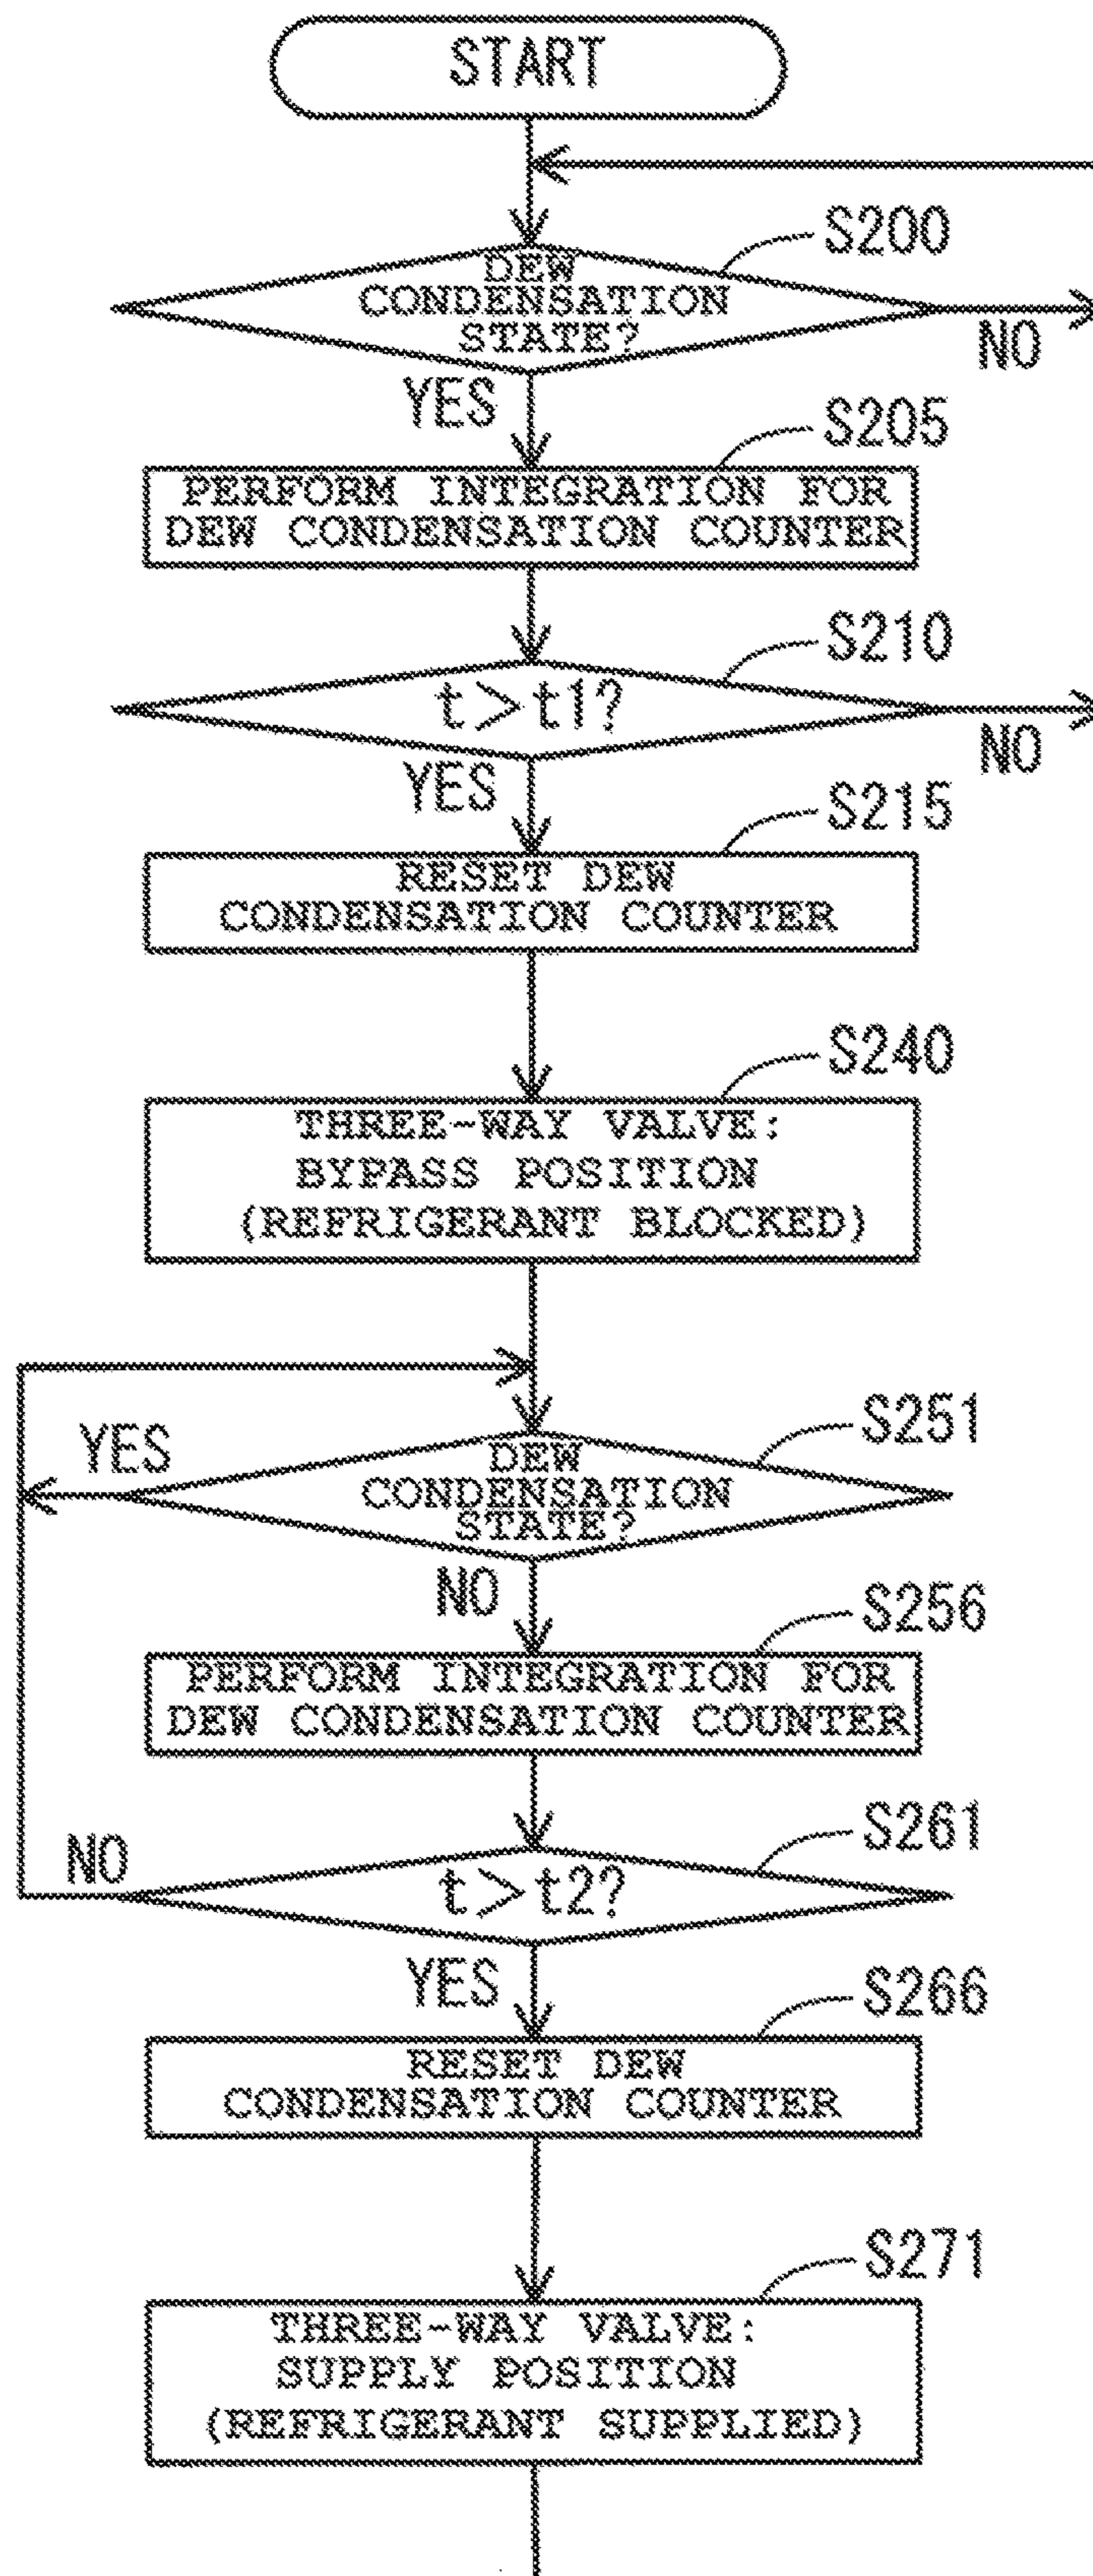 START
S200
DEW
CONDENSATION
STATE?
NO
YES
S205
PERFORM INTEGRATION FOR
DEW CONDENSATION COUNTER
S210
t>t1?
NO
YES
S215
RESET DEW
CONDENSATION COUNTER
S240
THREE-WAY VALVE:
BYPASS POSITION
(REFRIGERANT BLOCKED)
S251
YES
DEW
CONDENSATION
STATE?
NO
S256
PERFORM INTEGRATION FOR
DEW CONDENSATION COUNTER
S261
NO
t>t2?
YES
S266
RESET DEW
CONDENSATION COUNTER
S271
THREE-WAY VALVE:
SUPPLY POSITION
(REFRIGERANT SUPPLIED)